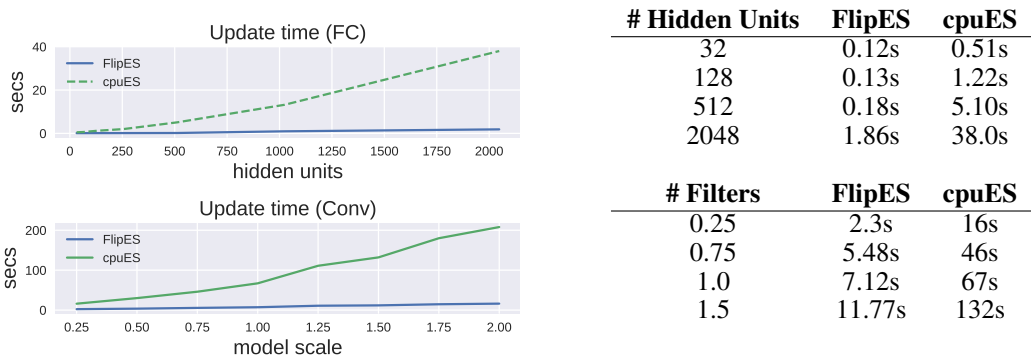 Update time (FC)
40
20
0
secs
FlipES
cpuES
0 250 500 750 1000 1250 1500 1750 2000
hidden units
Update time (Conv)
200
100
0
secs
FlipES
cpuES
0.25 0.50 0.75 1.00 1.25 1.50 1.75 2.00
model scale
# Hidden Units FlipES cpuES
32 0.12s 0.51s
128 0.13s 1.22s
512 0.18s 5.10s
2048 1.86s 38.0s
# Filters FlipES cpuES
0.25 2.3s 16s
0.75 5.48s 46s
1.0 7.12s 67s
1.5 11.77s 132s